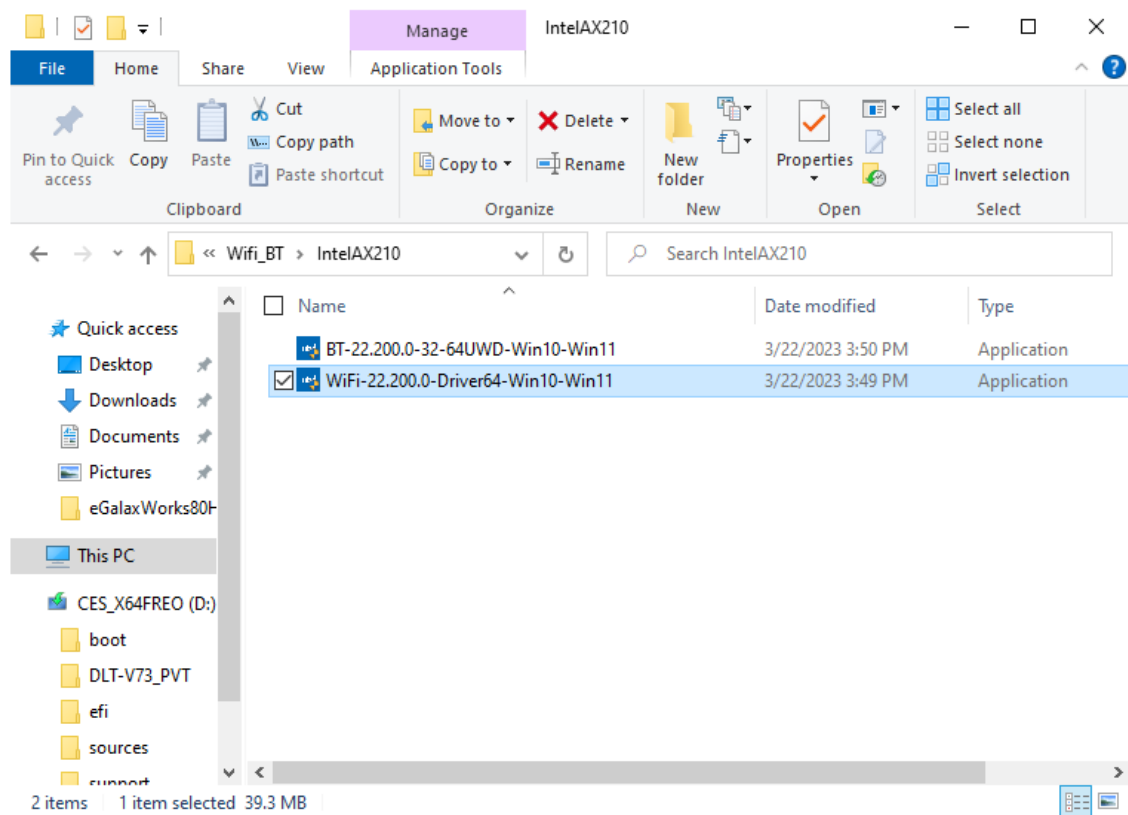 Manage
IntelAX210
File
Home
Share
View
Application Tools
Pin to Quick access
Copy
Paste
Cut
Copy path
Paste shortcut
Clipboard
Move to
Copy to
Delete
Rename
Organize
New folder
New
Properties
Open
Select all
Select none
Invert selection
Select
« Wifi_BT > IntelAX210
Search IntelAX210
Quick access
Desktop
Downloads
Documents
Pictures
eGalaxWorks80H
This PC
CES_X64FREO (D:)
boot
DLT-V73_PVT
efi
sources
support
Name
Date modified
Type
BT-22.200.0-32-64UWD-Win10-Win11
3/22/2023 3:50 PM
Application
WiFi-22.200.0-Driver64-Win10-Win11
3/22/2023 3:49 PM
Application
2 items
1 item selected 39.3 MB